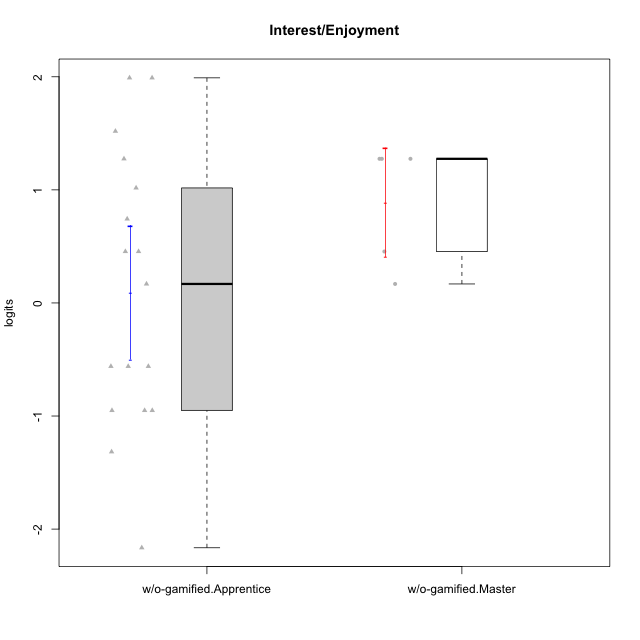 Interest/Enjoyment
logits
2
1
0
-1
-2
w/o-gamified.Apprentice
w/o-gamified.Master